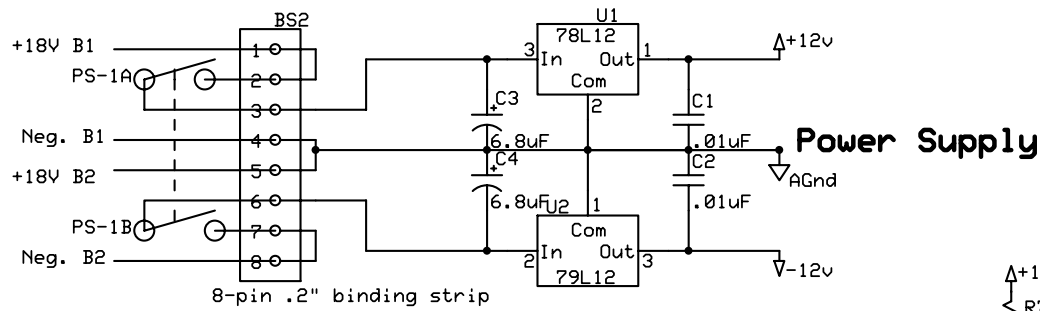 BS2
U1
+18V B1
1
78L12
+12v
3 In Out 1
PS-1A
2
Com
3
2
+C3
C1
Neg. B1
4
6.8uF
.01uF
Power Supply
+C4
C2
+18V B2
5
AGnd
6
6.8uF
U2
1
.01uF
PS-1B
7
Com
Neg. B2
8
2 In Out 3
-12v
79L12
8-pin .2" binding strip